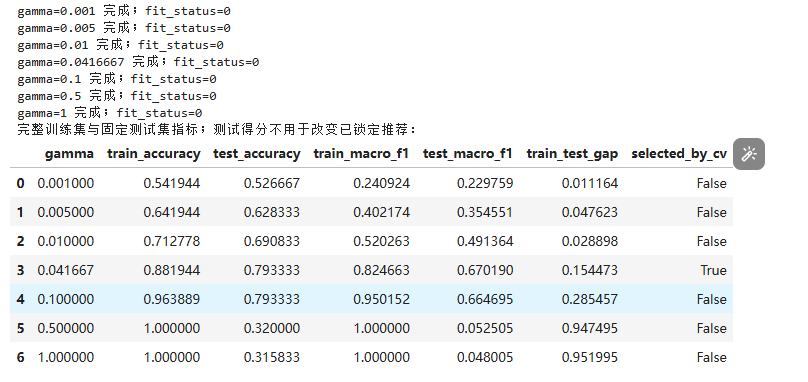 gamma=0.001 完成；fit_status=0
gamma=0.005 完成；fit_status=0
gamma=0.01 完成；fit_status=0
gamma=0.0416667 完成；fit_status=0
gamma=0.1 完成；fit_status=0
gamma=0.5 完成；fit_status=0
gamma=1 完成；fit_status=0
完整训练集与固定测试集指标；测试得分不用于改变已锁定推荐：
gamma train_accuracy test_accuracy train_macro_f1 test_macro_f1 train_test_gap selected_by_cv
0 0.001000 0.541944 0.526667 0.240924 0.229759 0.011164 False
1 0.005000 0.641944 0.628333 0.402174 0.354551 0.047623 False
2 0.010000 0.712778 0.690833 0.520263 0.491364 0.028898 False
3 0.041667 0.881944 0.793333 0.824663 0.670190 0.154473 True
4 0.100000 0.963889 0.793333 0.950152 0.664695 0.285457 False
5 0.500000 1.000000 0.320000 1.000000 0.052505 0.947495 False
6 1.000000 1.000000 0.315833 1.000000 0.048005 0.951995 False